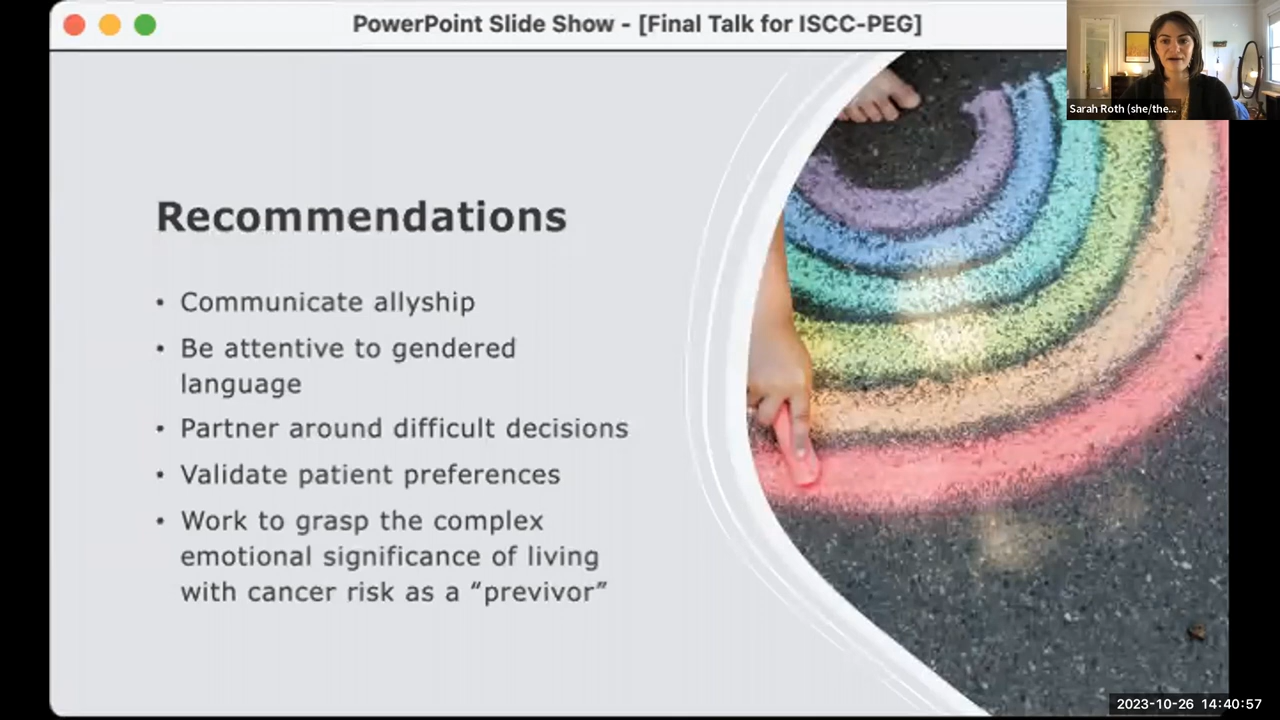 PowerPoint Slide Show - [Final Talk for ISCC-PEG]
Sarah Roth (she/the...
Recommendations
• Communicate allyship
• Be attentive to gendered
language
• Partner around difficult decisions
• Validate patient preferences
• Work to grasp the complex
emotional significance of living
with cancer risk as a “previvor”
2023-10-26 14:40:57